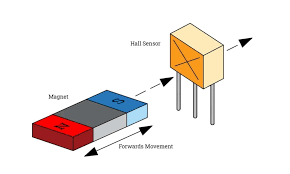 Hall Sensor
Magnet
S
N
Forwards Movement